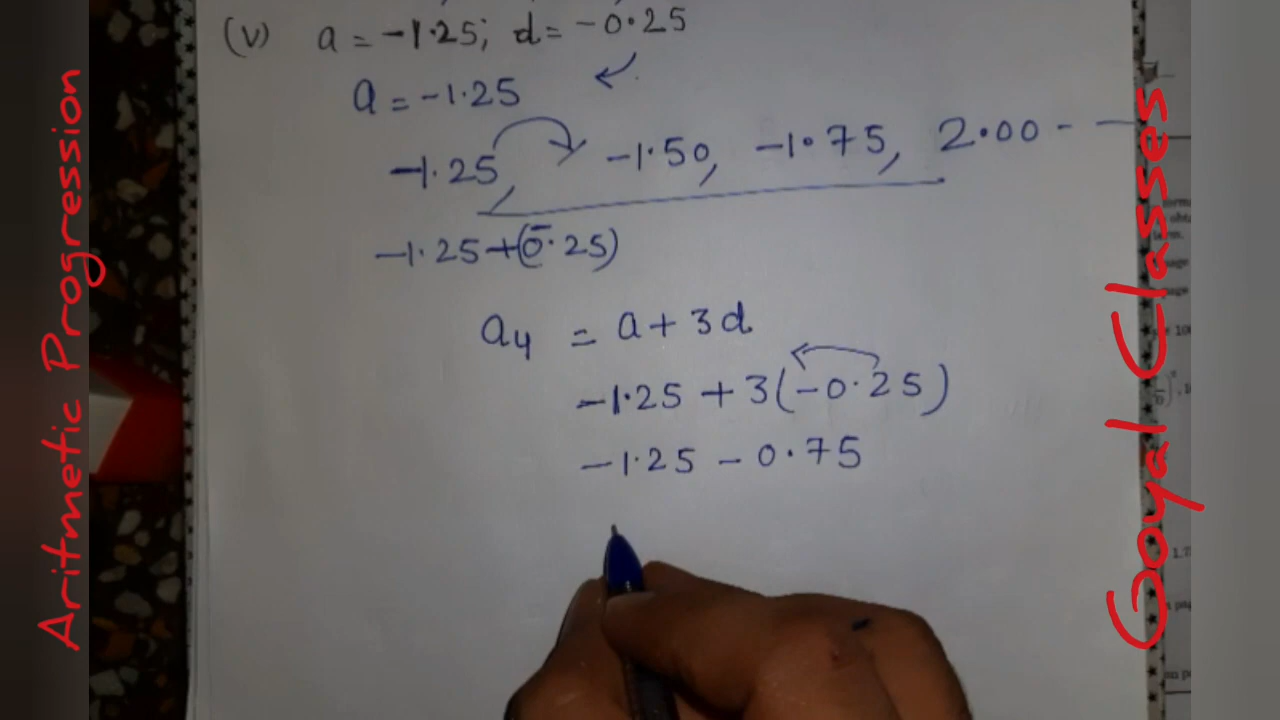 Aritmetic Progression
(V) a = -1.25; d = -0.25
a = -1.25
-1.25, -1.50, -1.75, 2.00 - -
-1.25+(-0.25)
a4 = a + 3d
-1.25 + 3(-0.25)
-1.25 - 0.75
Goyal Classes